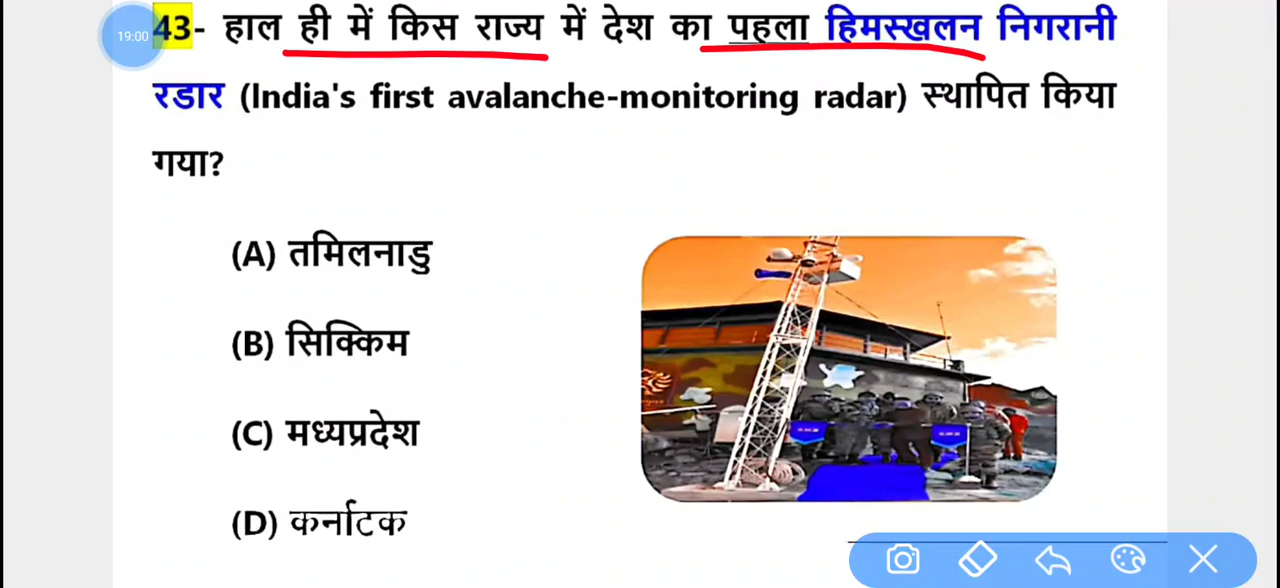 19:00
43- हाल ही में किस राज्य में देश का पहला हिमस्खलन निगरानी
रडार (India's first avalanche-monitoring radar) स्थापित किया
गया?
(A) तमिलनाडु
(B) सिक्किम
(C) मध्यप्रदेश
(D) कर्नाटक